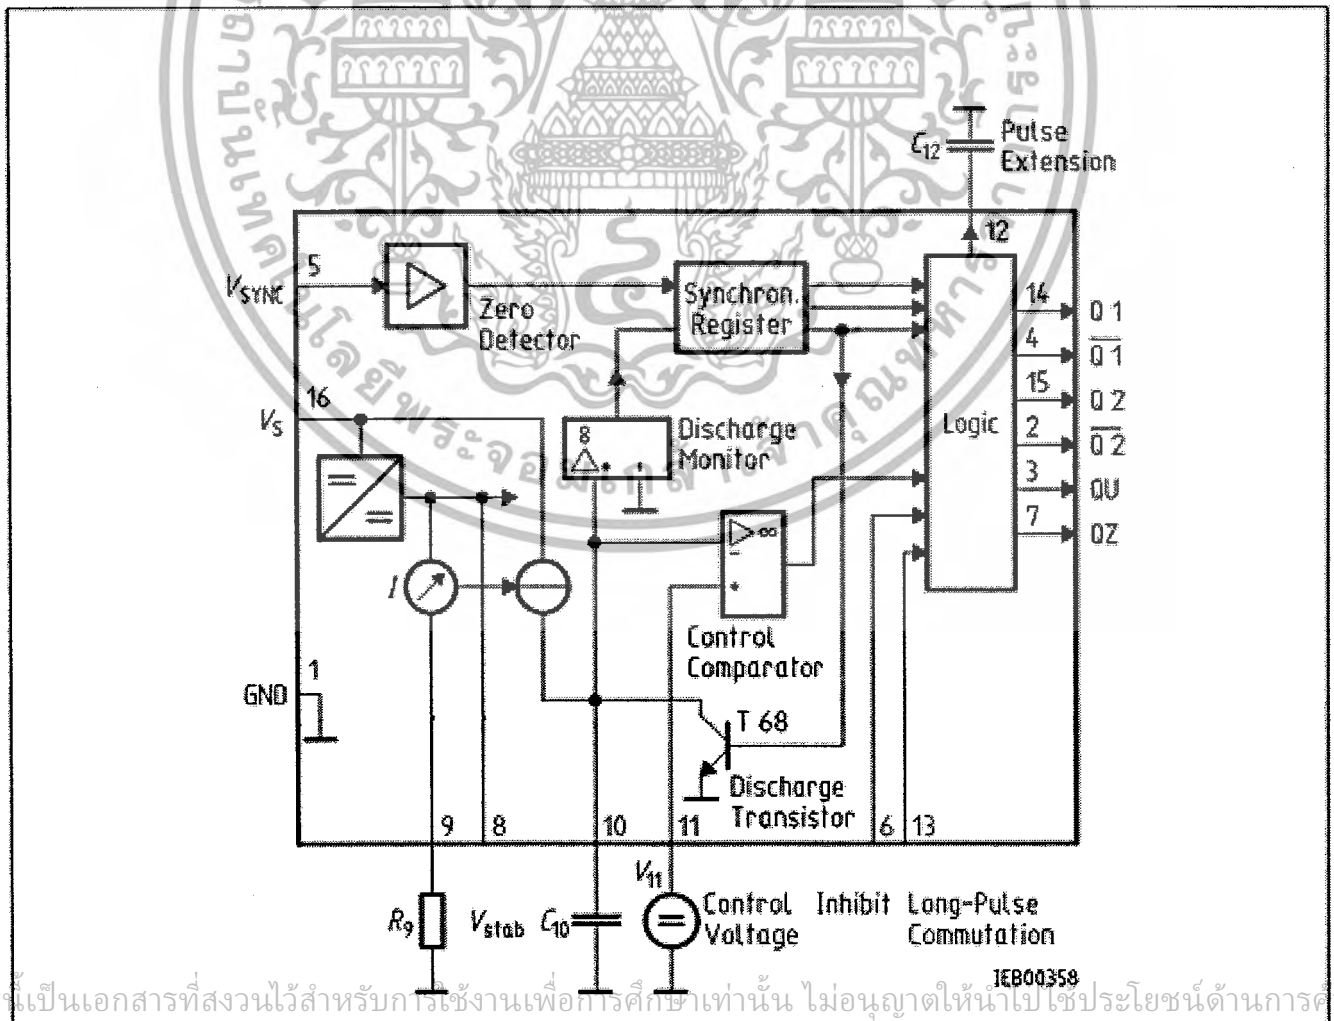 C12
Pulse
Extension
12
5
VSYNC
Zero
Detector
Synchron.
Register
14
Q1
4
Q1
15
Q2
2
Q2
3
QU
7
QZ
Logic
16
VS
8
Discharge
Monitor
∞
I
Control
Comparator
1
GND
T 68
Discharge
Transistor
9
8
10
11
6
13
R9
Vstab
C10
V11
Control
Voltage
Inhibit
Long-Pulse
Commutation
IEB00358
นี้เป็นเอกสารที่สงวนไว้สำหรับการใช้งานเพื่อการศึกษาเท่านั้น ไม่อนุญาตให้นำไปใช้ประโยชน์ด้านการค้